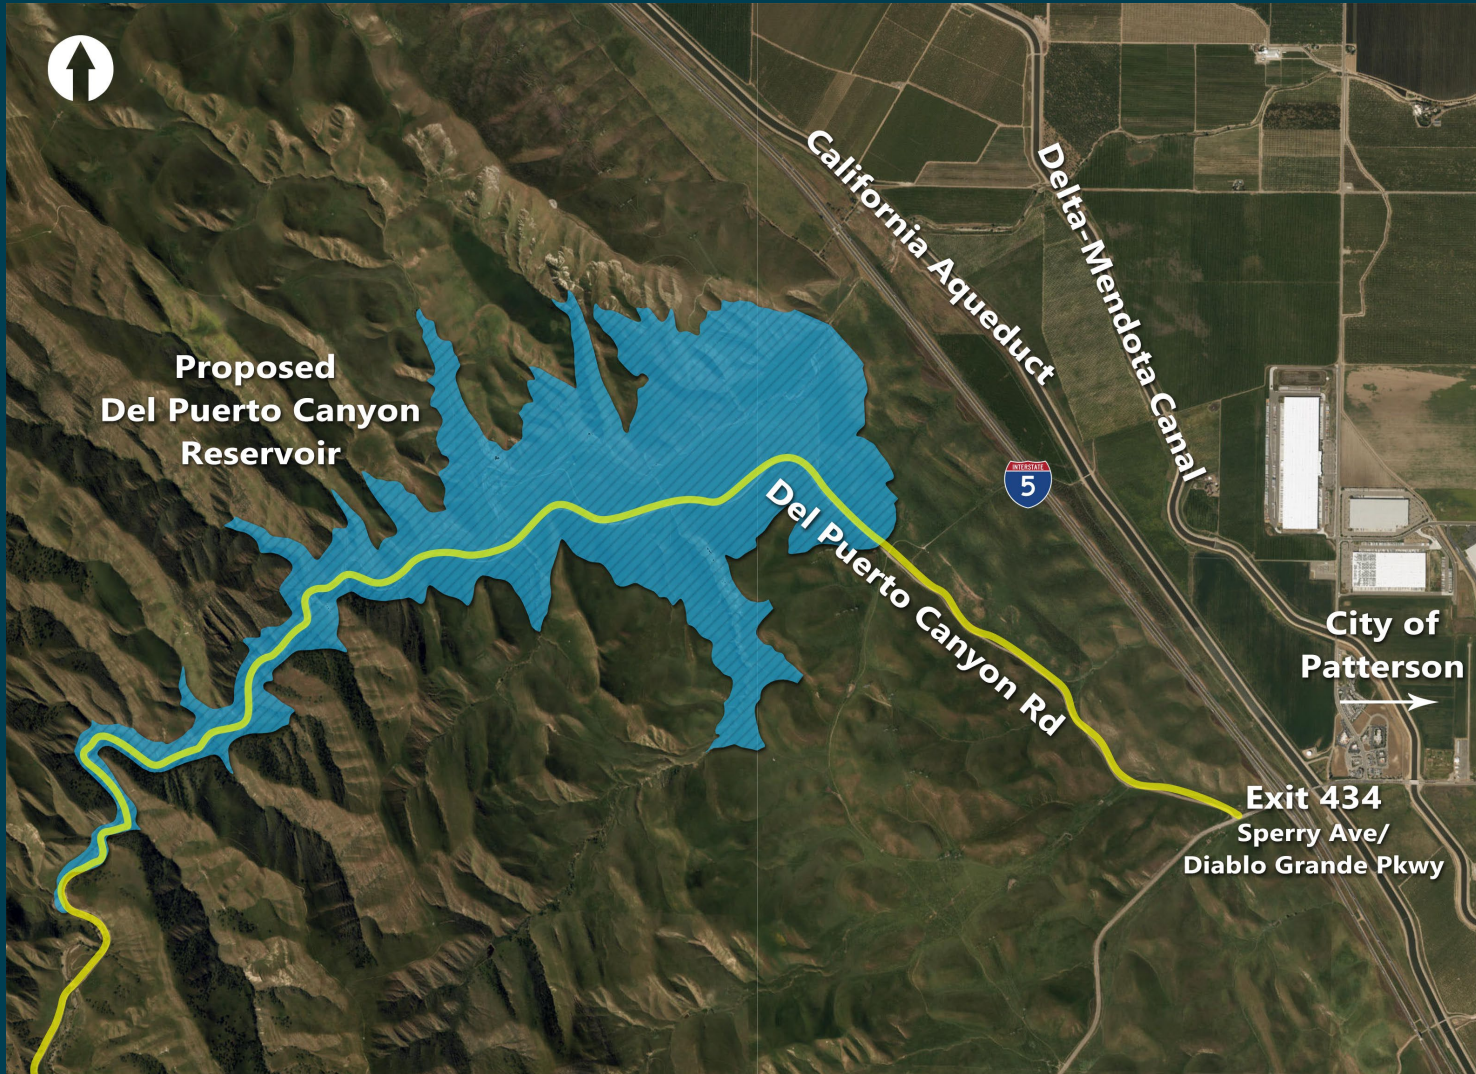 California Aqueduct
Delta-Mendota Canal
Proposed
Del Puerto Canyon
Reservoir
INTERSTATE
5
Del Puerto Canyon Rd
City of
Patterson
Exit 434
Sperry Ave/
Diablo Grande Pkwy